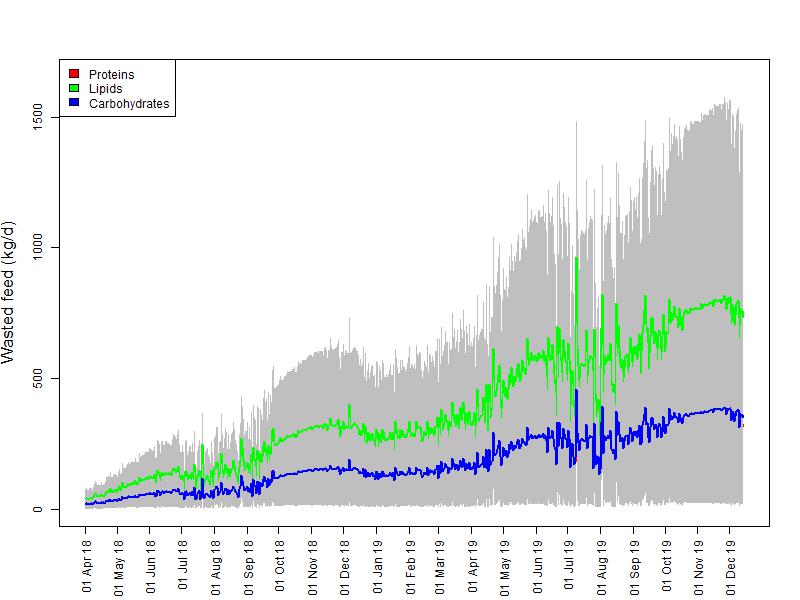 Proteins
Lipids
Carbohydrates
Wasted feed (kg/d)
1500
1000
500
0
01 Apr 18
01 May 18
01 Jun 18
01 Jul 18
01 Aug 18
01 Sep 18
01 Oct 18
01 Nov 18
01 Dec 18
01 Jan 19
01 Feb 19
01 Mar 19
01 Apr 19
01 May 19
01 Jun 19
01 Jul 19
01 Aug 19
01 Sep 19
01 Oct 19
01 Nov 19
01 Dec 19